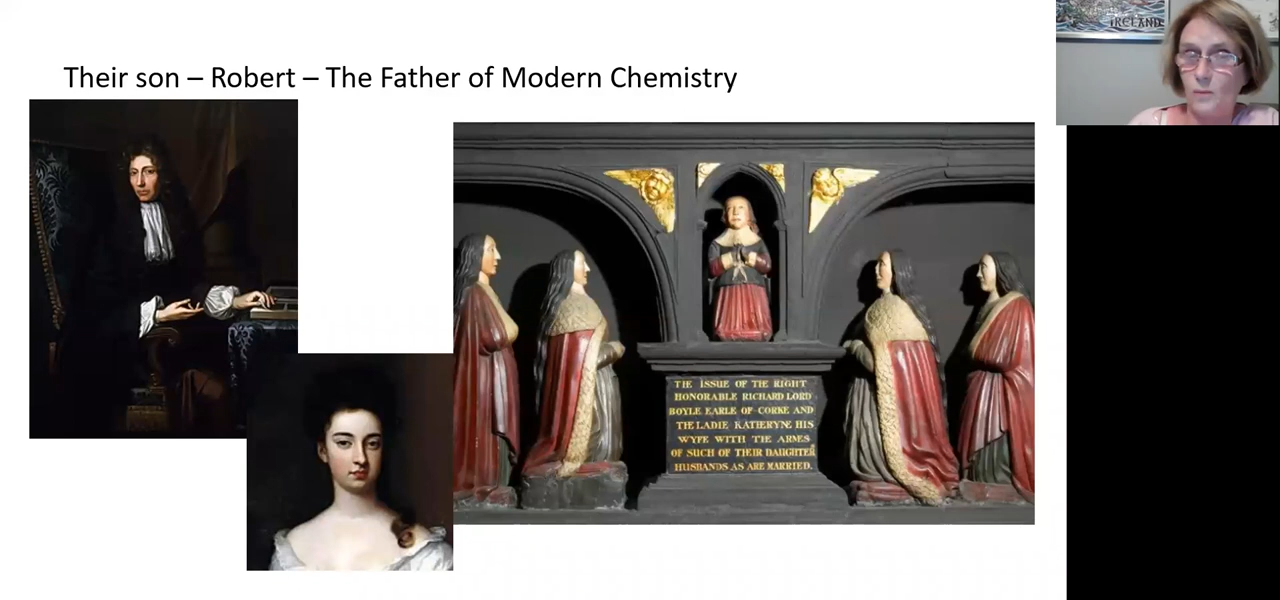 IRELAND
Their son – Robert – The Father of Modern Chemistry
THE ISSUE OF THE RIGHT
HONORABLE RICHARD LORD
BOYLE EARLE OF CORKE AND
THE LADIE KATHERYNE HIS
WYFE WITH THE ARMES
OF SUCH OF THEIR DAUGHTER
HUSBANDS AS ARE MARRIED.